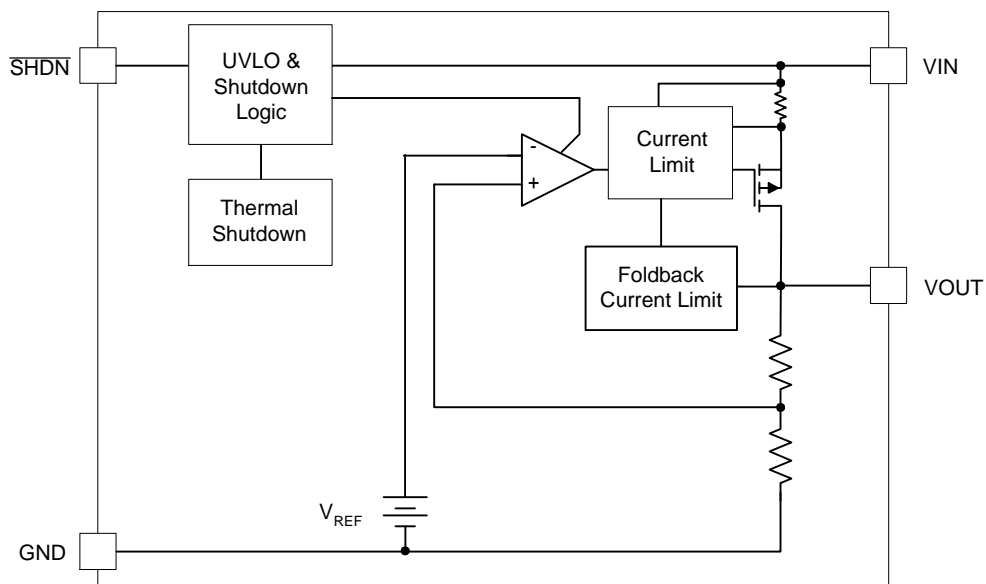 SHDN
UVLO &
Shutdown
Logic
VIN
-
+
Current
Limit
Thermal
Shutdown
Foldback
Current Limit
VOUT
VREF
GND